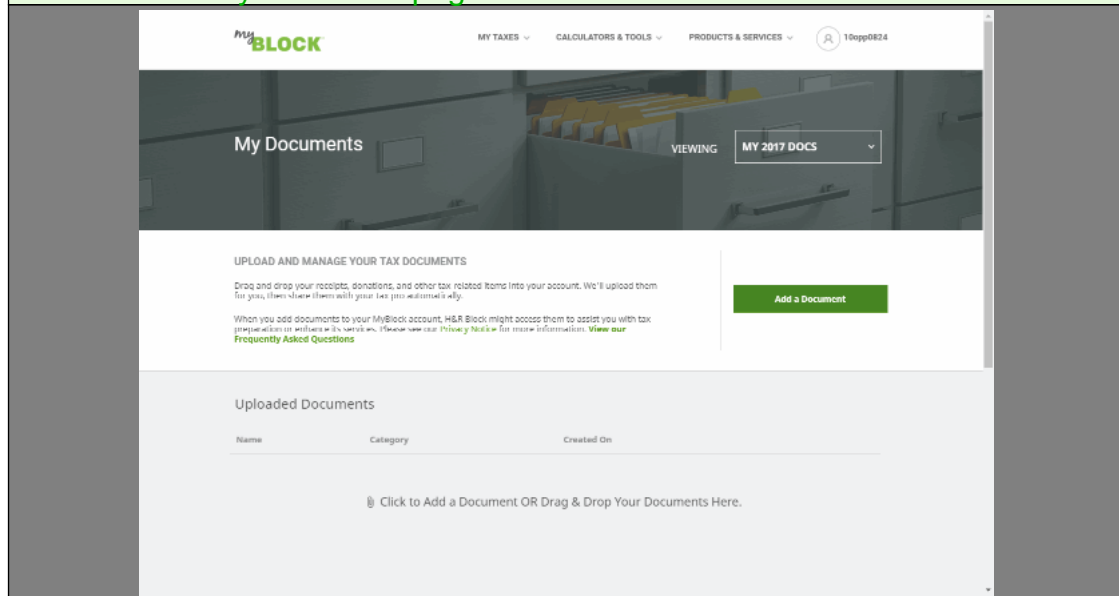 my BLOCK
MY TAXES
CALCULATORS & TOOLS
PRODUCTS & SERVICES
10opp0824
My Documents
VIEWING
MY 2017 DOCS
UPLOAD AND MANAGE YOUR TAX DOCUMENTS
Drag and drop your receipts, donations, and other tax related items into your account. We'll upload them
for you, then share them with your tax pro automatically.
When you add documents to your MyBlock account, H&R Block might access them to assist you with tax
preparation or enhance its services. Please see our Privacy Notice for more information. View our
Frequently Asked Questions
Add a Document
Uploaded Documents
Name Category Created On
Click to Add a Document OR Drag & Drop Your Documents Here.